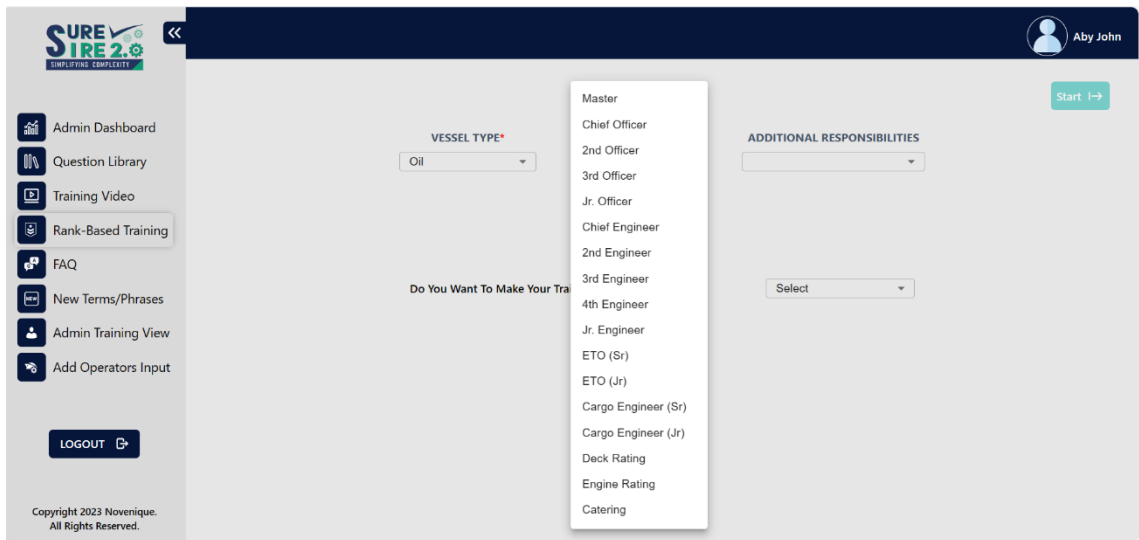 SURE
SIRE 2.0
SIMPLIFYING COMPLEXITY
Aby John
Start
Admin Dashboard
Question Library
Training Video
Rank-Based Training
FAQ
NEW
New Terms/Phrases
Admin Training View
Add Operators Input
LOGOUT
Copyright 2023 Novenique.
All Rights Reserved.
VESSEL TYPE*
Oil
Master
Chief Officer
2nd Officer
3rd Officer
Jr. Officer
Chief Engineer
2nd Engineer
3rd Engineer
4th Engineer
Jr. Engineer
ETO (Sr)
ETO (Jr)
Cargo Engineer (Sr)
Cargo Engineer (Jr)
Deck Rating
Engine Rating
Catering
ADDITIONAL RESPONSIBILITIES
Do You Want To Make Your Trai
Select